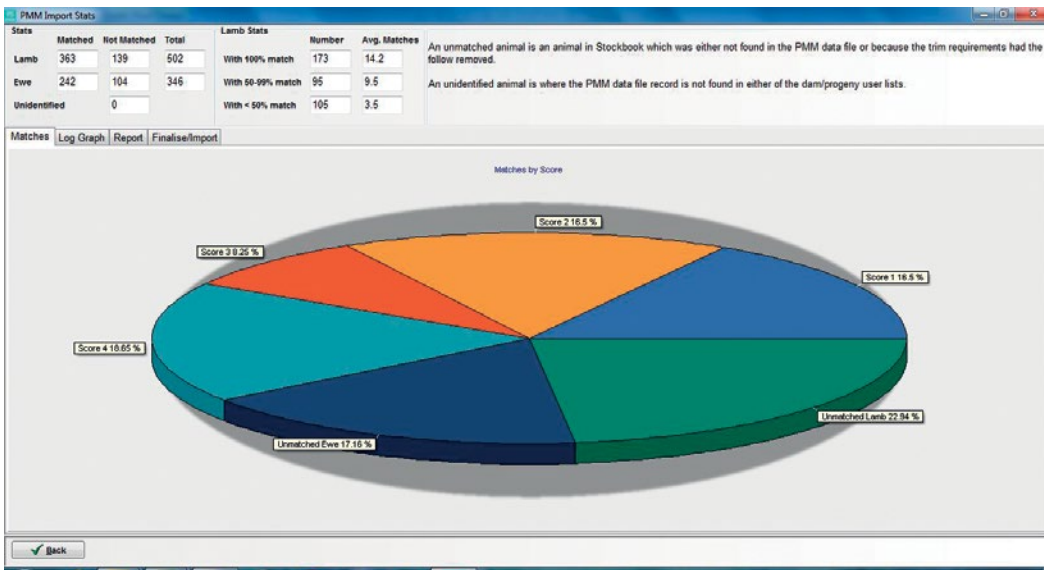 PMM Import Stats
Stats
Matched Not Matched Total
Lamb 363 139 502
Ewe 242 104 346
Unidentified 0
Lamb Stats
Number Avg. Matches
With 100% match 173 14.2
With 50-99% match 95 9.5
With < 50% match 105 3.5
An unmatched animal is an animal in Stockbook which was either not found in the PMM data file or because the trim requirements had the
follow removed.
An unidentified animal is where the PMM data file record is not found in either of the dam/progeny user lists.
Matches Log Graph Report Finalise/Import
Matches by Score
Score 2 16.5 %
Score 3 8.25 %
Score 1 16.5 %
Score 4 18.65 %
Unmatched Lamb 22.94 %
Unmatched Ewe 17.16 %
Back